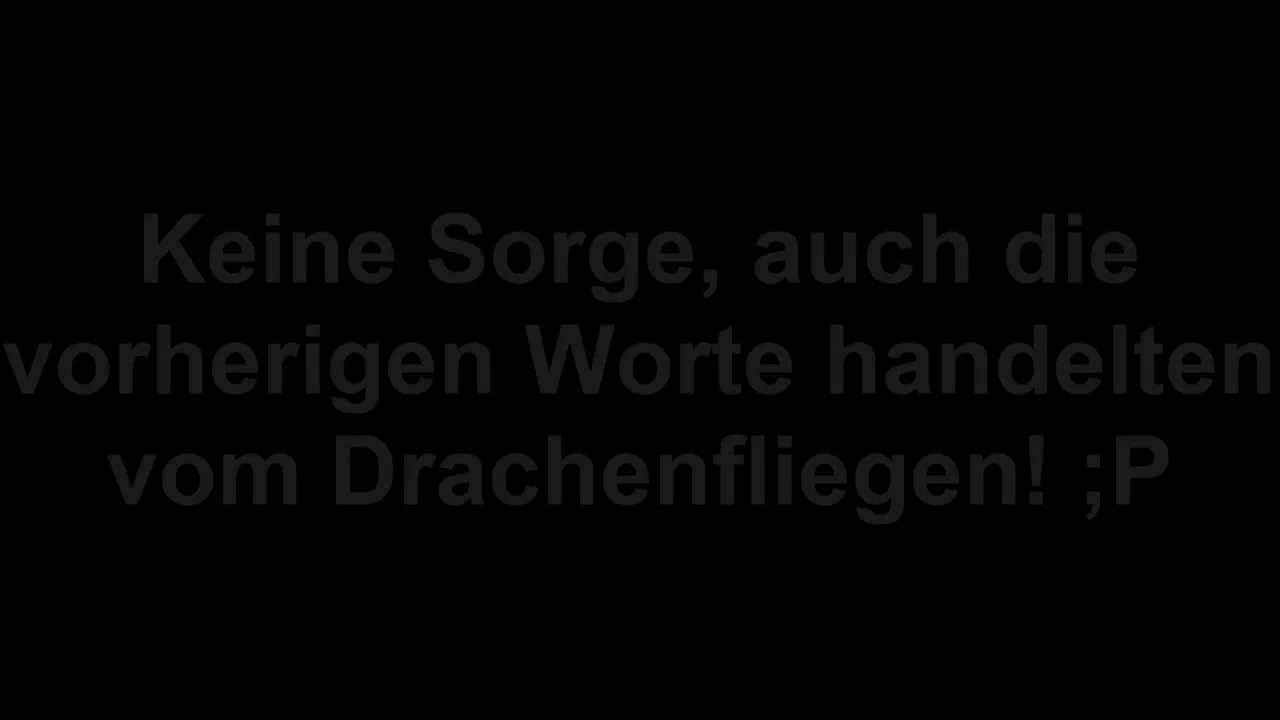 Keine Sorge, auch die
vorherigen Worte handelten
vom Drachenfliegen! ;P